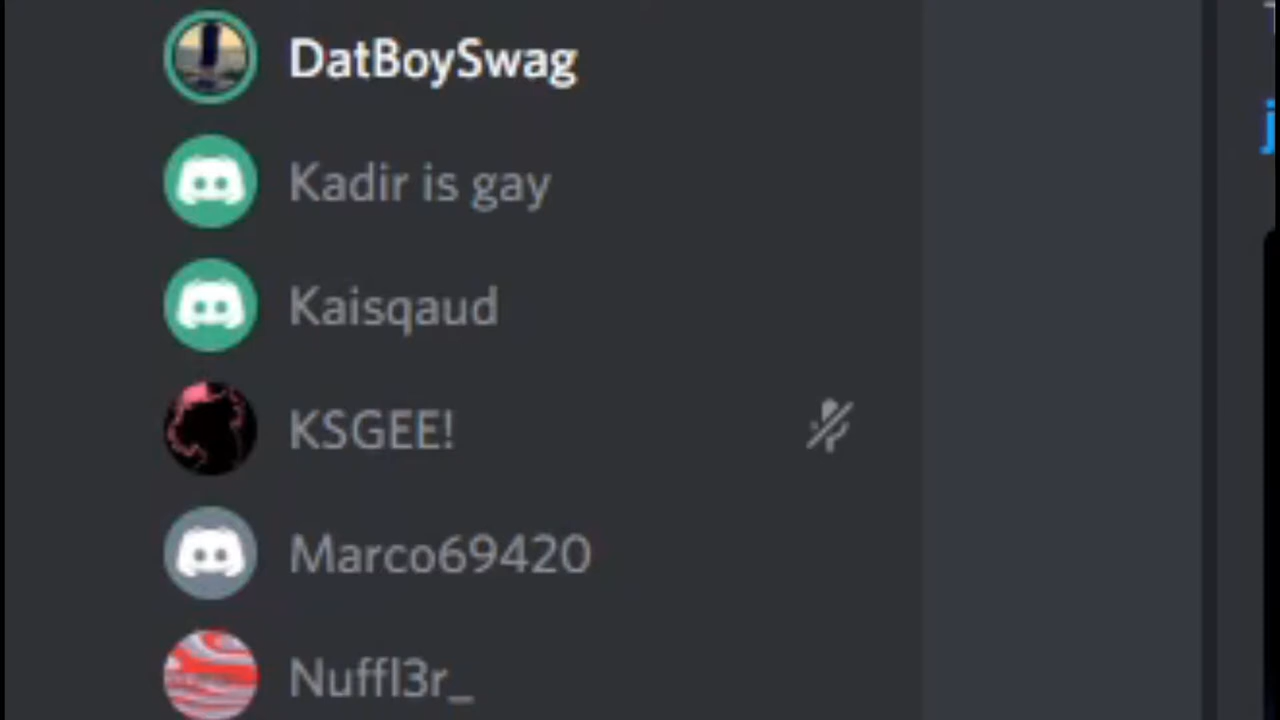 DatBoySwag
Kadir is gay
Kaisqaud
KSGEE!
Marco69420
Nuffl3r_